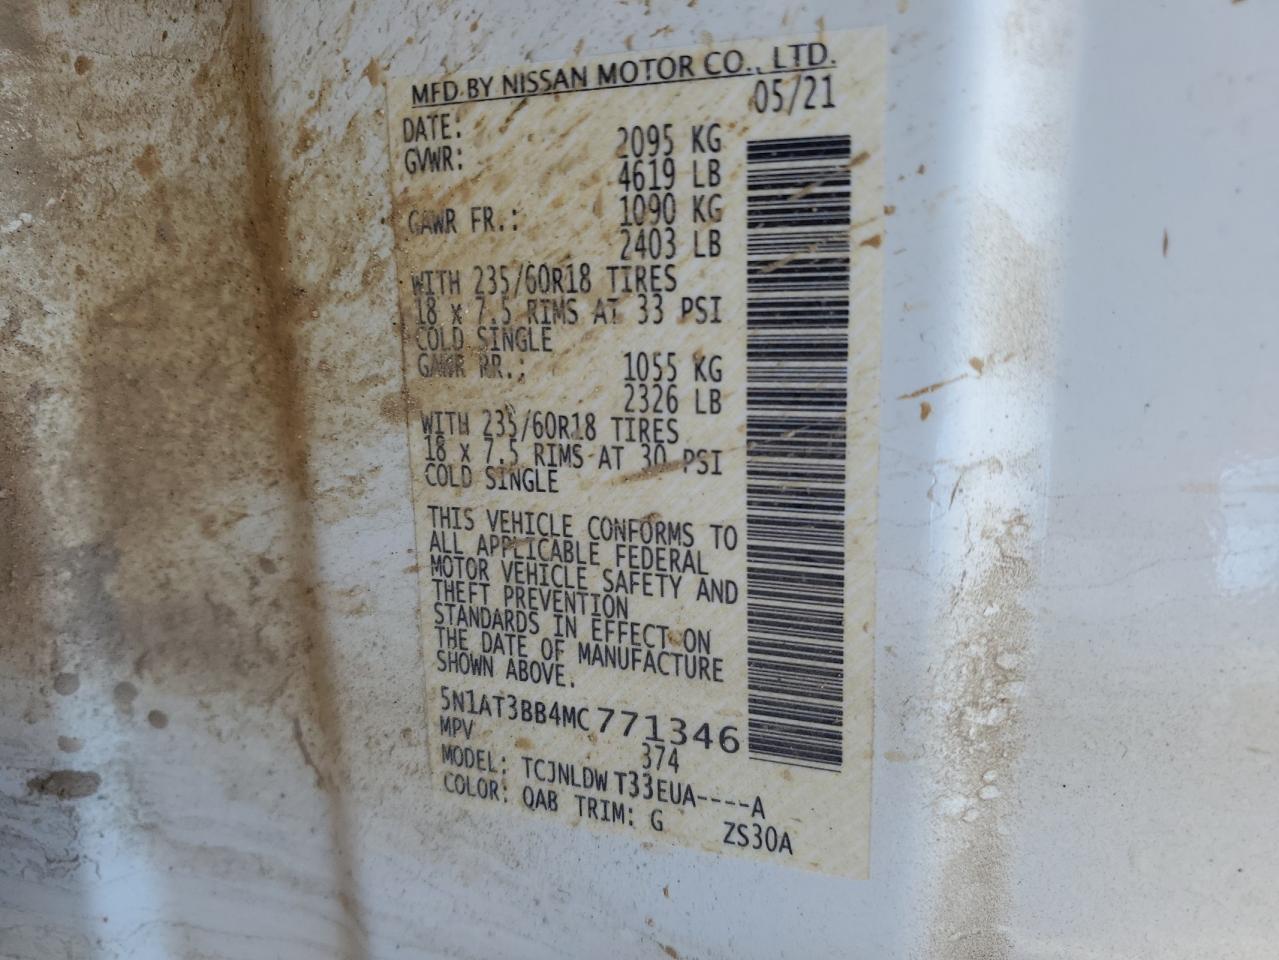 MFD.BY NISSAN MOTOR CO., LTD.
DATE: 05/21
GVWR: 2095 KG
4619 LB
GAWR FR.: 1090 KG
2403 LB
WITH 235/60R18 TIRES
18 x 7.5 RIMS AT 33 PSI
COLD SINGLE
GAWR RR.: 1055 KG
2326 LB
WITH 235/60R18 TIRES
18 x 7.5 RIMS AT 30 PSI
COLD SINGLE
THIS VEHICLE CONFORMS TO
ALL APPLICABLE FEDERAL
MOTOR VEHICLE SAFETY AND
THEFT PREVENTION
STANDARDS IN EFFECT ON
THE DATE OF MANUFACTURE
SHOWN ABOVE.
5N1AT3BB4MC771346
MPV 374
MODEL: TCJNLDW T33EUA----A
COLOR: QAB TRIM: G ZS30A